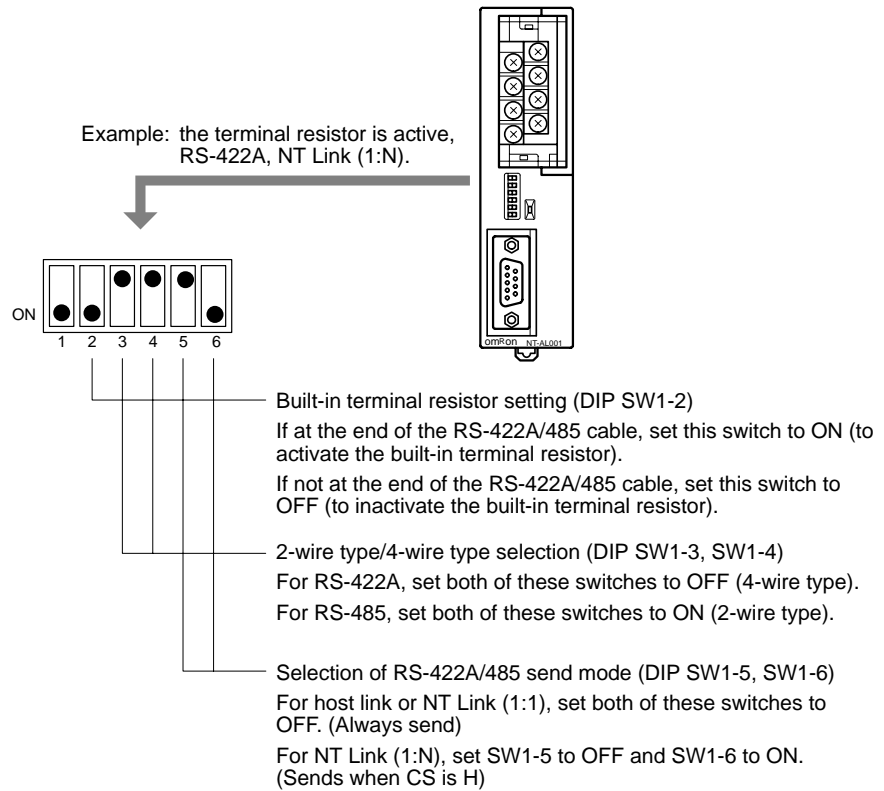 Example: the terminal resistor is active,
RS-422A, NT Link (1:N).
ON
1 2 3 4 5 6
omRon NT-AL001
Built-in terminal resistor setting (DIP SW1-2)
If at the end of the RS-422A/485 cable, set this switch to ON (to
activate the built-in terminal resistor).
If not at the end of the RS-422A/485 cable, set this switch to
OFF (to inactivate the built-in terminal resistor).
2-wire type/4-wire type selection (DIP SW1-3, SW1-4)
For RS-422A, set both of these switches to OFF (4-wire type).
For RS-485, set both of these switches to ON (2-wire type).
Selection of RS-422A/485 send mode (DIP SW1-5, SW1-6)
For host link or NT Link (1:1), set both of these switches to
OFF. (Always send)
For NT Link (1:N), set SW1-5 to OFF and SW1-6 to ON.
(Sends when CS is H)